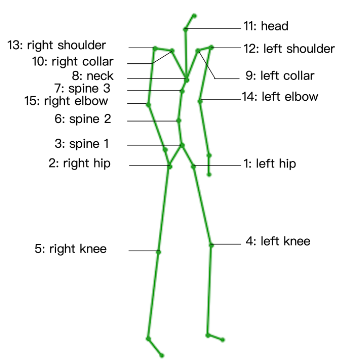 11: head
13: right shoulder
12: left shoulder
10: right collar
8: neck
9: left collar
7: spine 3
15: right elbow
14: left elbow
6: spine 2
3: spine 1
2: right hip
1: left hip
5: right knee
4: left knee